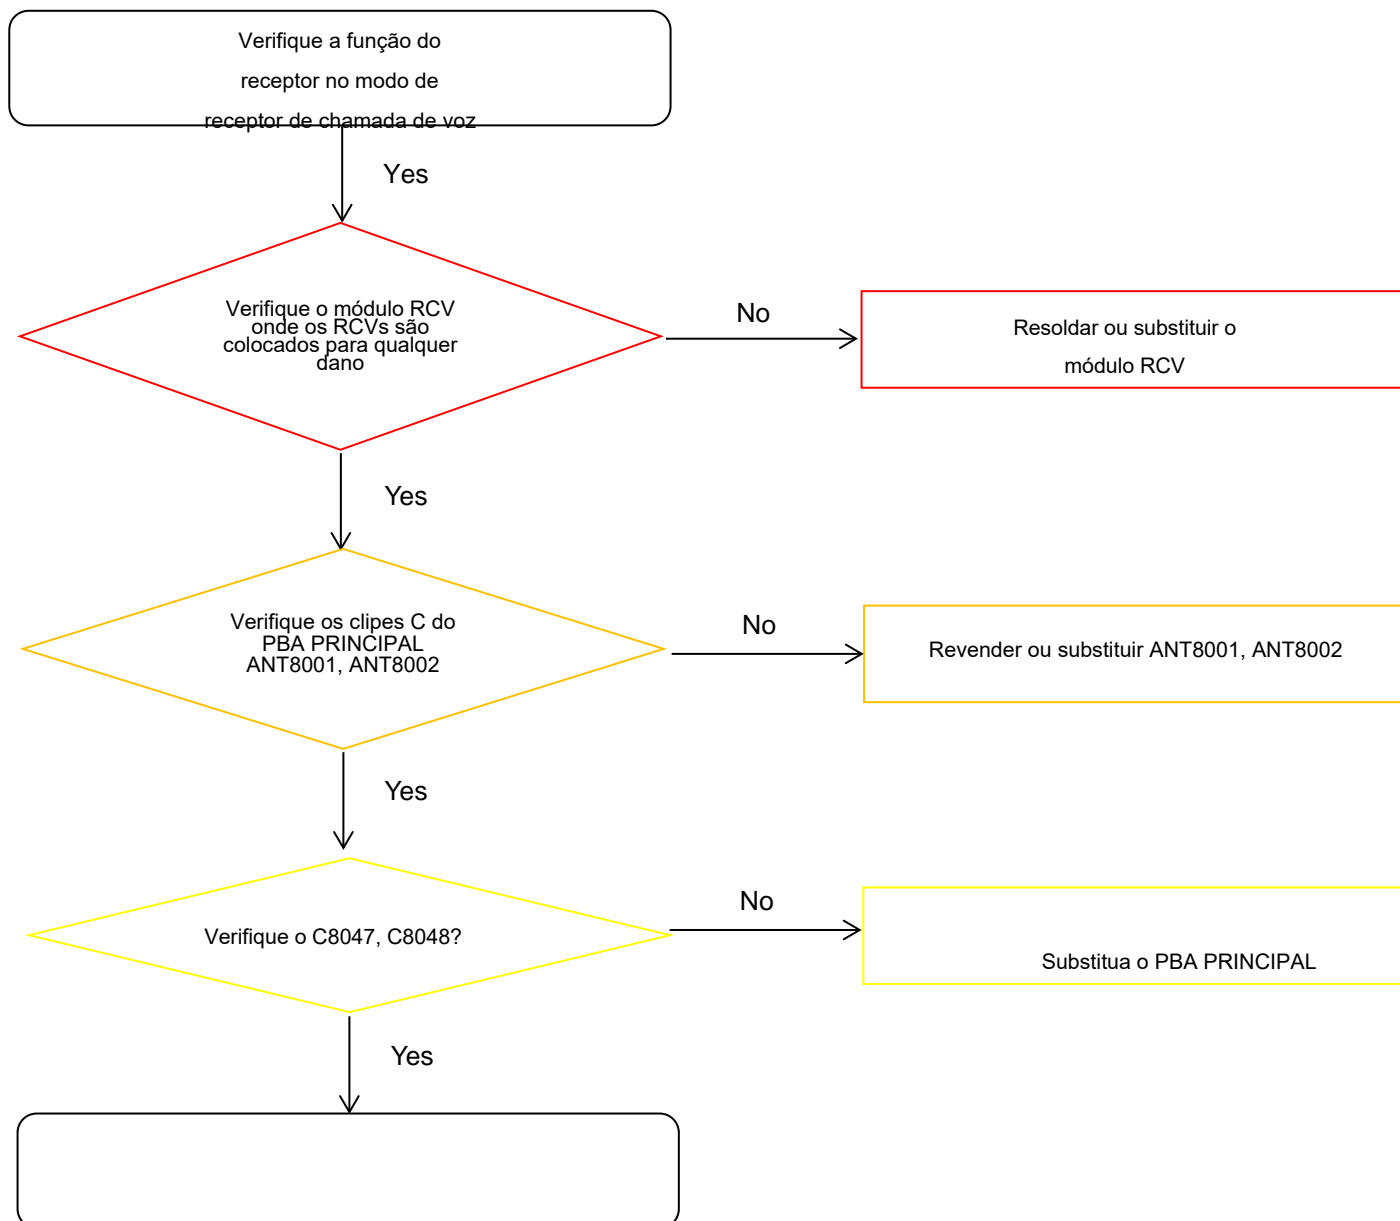 Verifique a função do
receptor no modo de
receptor de chamada de voz
Yes
Verifique o módulo RCV
onde os RCVs são
colocados para qualquer
dano
No
Resoldar ou substituir o
módulo RCV
Yes
Verifique os clipes C do
PBA PRINCIPAL
ANT8001, ANT8002
No
Revender ou substituir ANT8001, ANT8002
Yes
Verifique o C8047, C8048?
No
Substitua o PBA PRINCIPAL
Yes